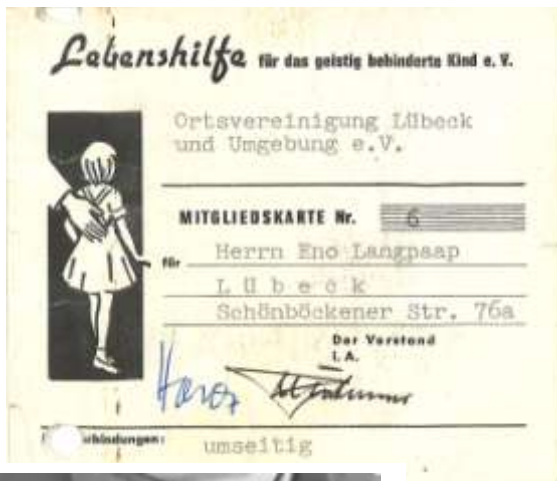 Lebenshilfe für das geistig behinderte Kind e. V.
Ortsvereinigung Lübeck
und Umgebung e.V.
MITGLIEDSKARTE Nr. 6
für Herrn Eno Langpaap
Lübeck
Schönböckener Str. 76a
Der Vorstand
I. A.
umseitig